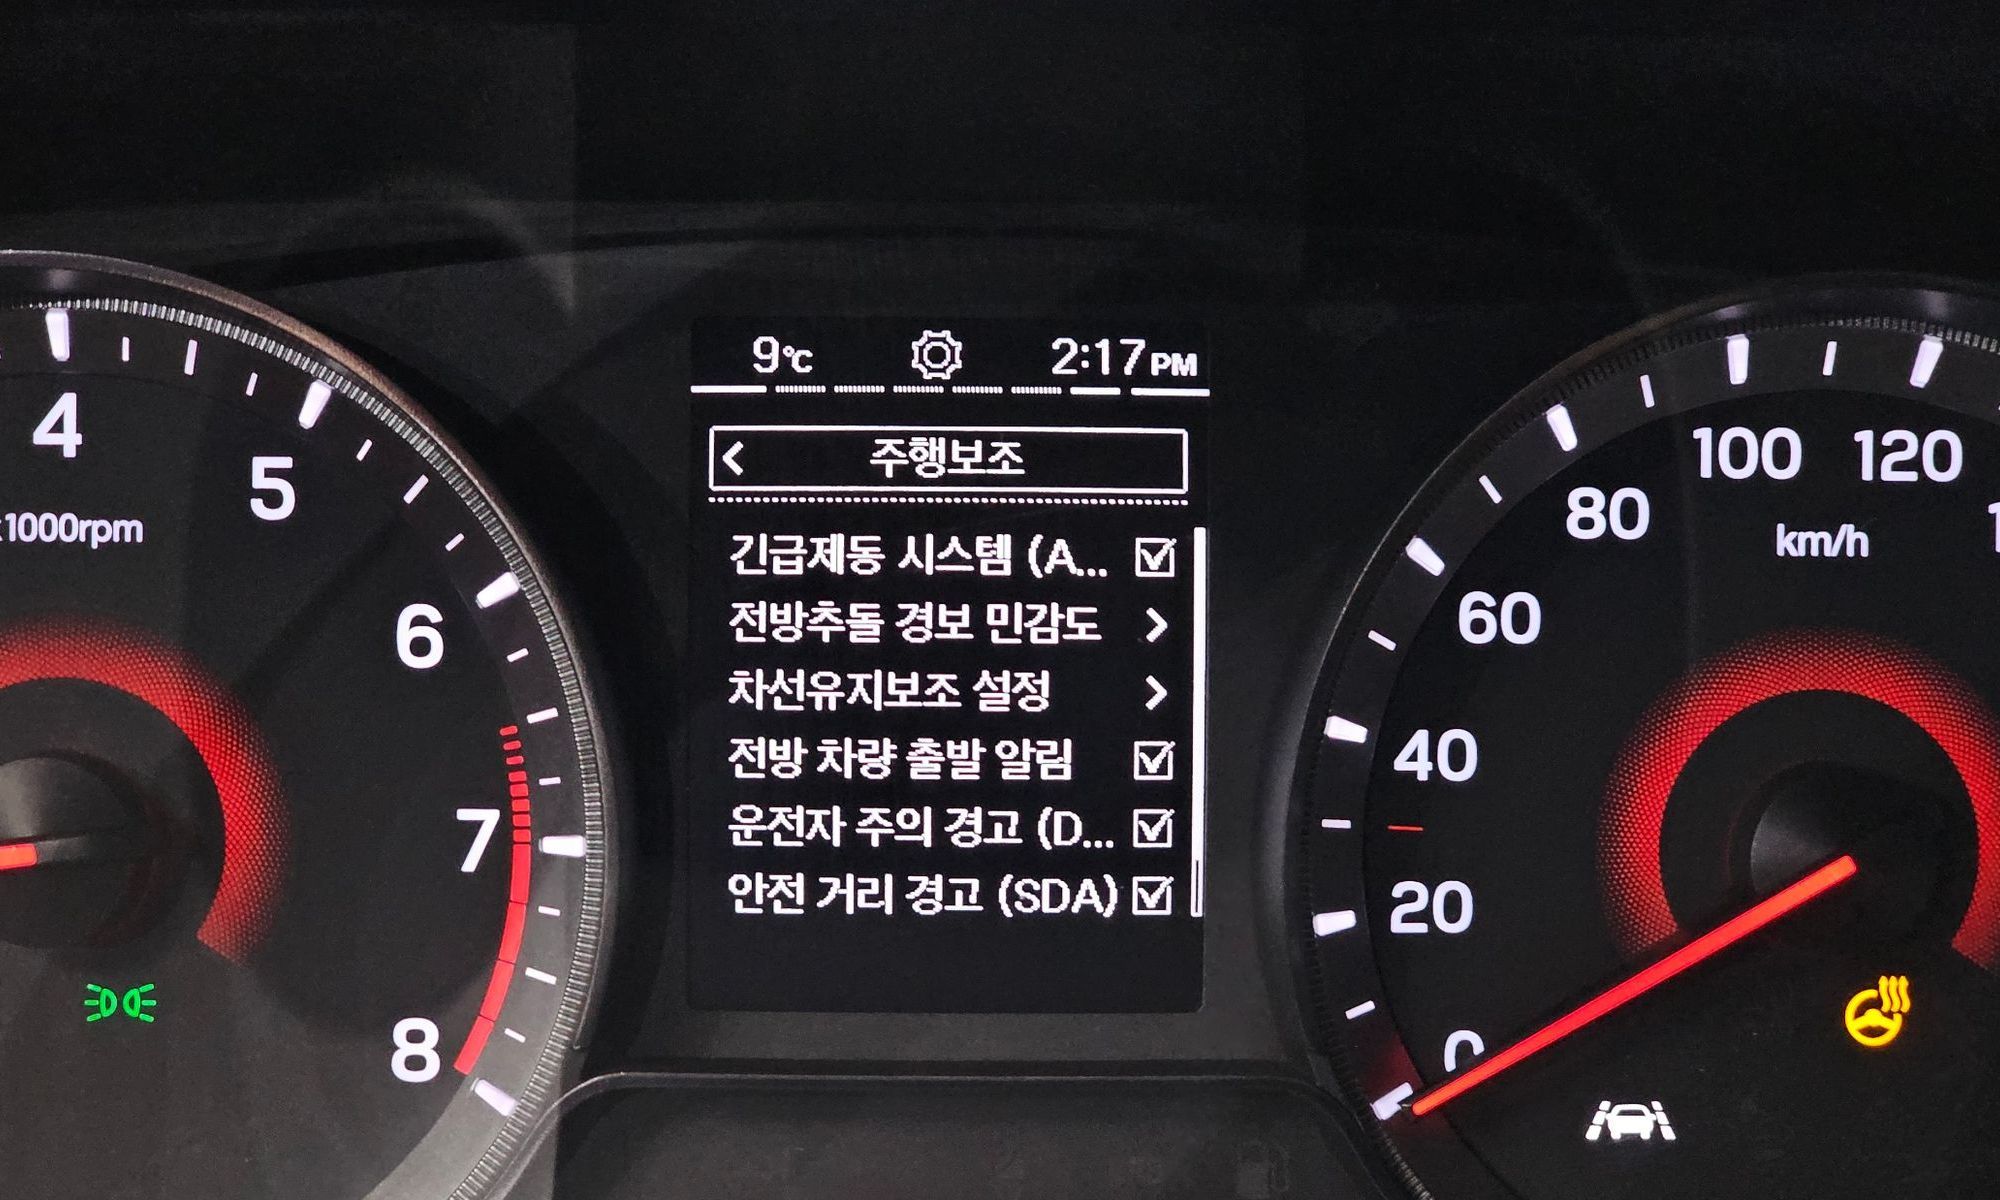 9℃ 2:17PM
주행보조
긴급제동 시스템 (A...
전방추돌 경보 민감도
차선유지보조 설정
전방 차량 출발 알림
운전자 주의 경고 (D...
안전 거리 경고 (SDA)
4
5
6
7
8
x1000rpm
0
20
40
60
80
100
120
km/h